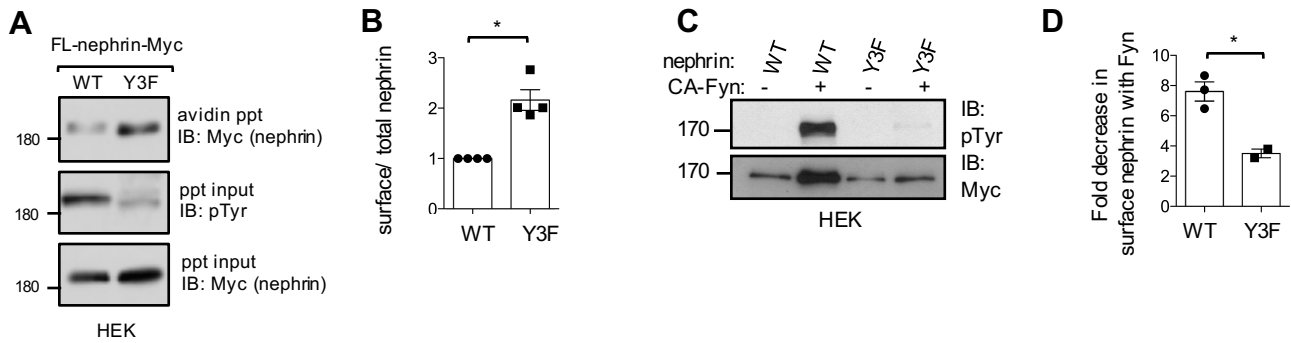 A
FL-nephrin-Myc
WT Y3F
180
avidin ppt
IB: Myc (nephrin)
180
ppt input
IB: pTyr
180
ppt input
IB: Myc (nephrin)
HEK
B
*
surface/ total nephrin
3
2
1
0
WT Y3F
C
nephrin: WT WT Y3F Y3F
CA-Fyn: - + - +
170
IB:
pTyr
170
IB:
Myc
HEK
D
*
Fold decrease in
surface nephrin with Fyn
10
8
6
4
2
0
WT Y3F